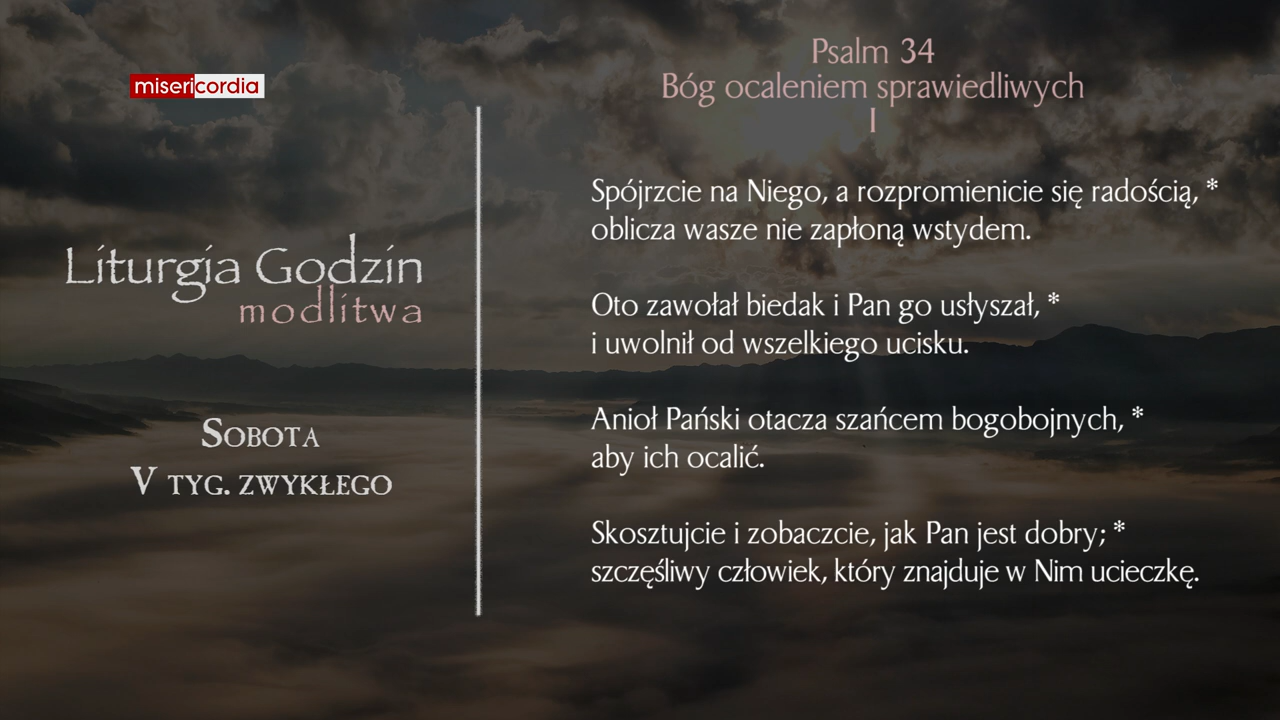 misericordia
Liturgia Godzin
modlitwa
Sobota
V tyg. zwykłego
Psalm 34
Bóg ocaleniem sprawiedliwych
I
Spójrzcie na Niego, a rozpromienicie się radością, *
oblicza wasze nie zapłoną wstydem.
Oto zawołał biedak i Pan go usłyszał, *
i uwolnił od wszelkiego ucisku.
Anioł Pański otacza szańcem bogobojnych, *
aby ich ocalić.
Skosztujcie i zobaczcie, jak Pan jest dobry; *
szczęśliwy człowiek, który znajduje w Nim ucieczkę.